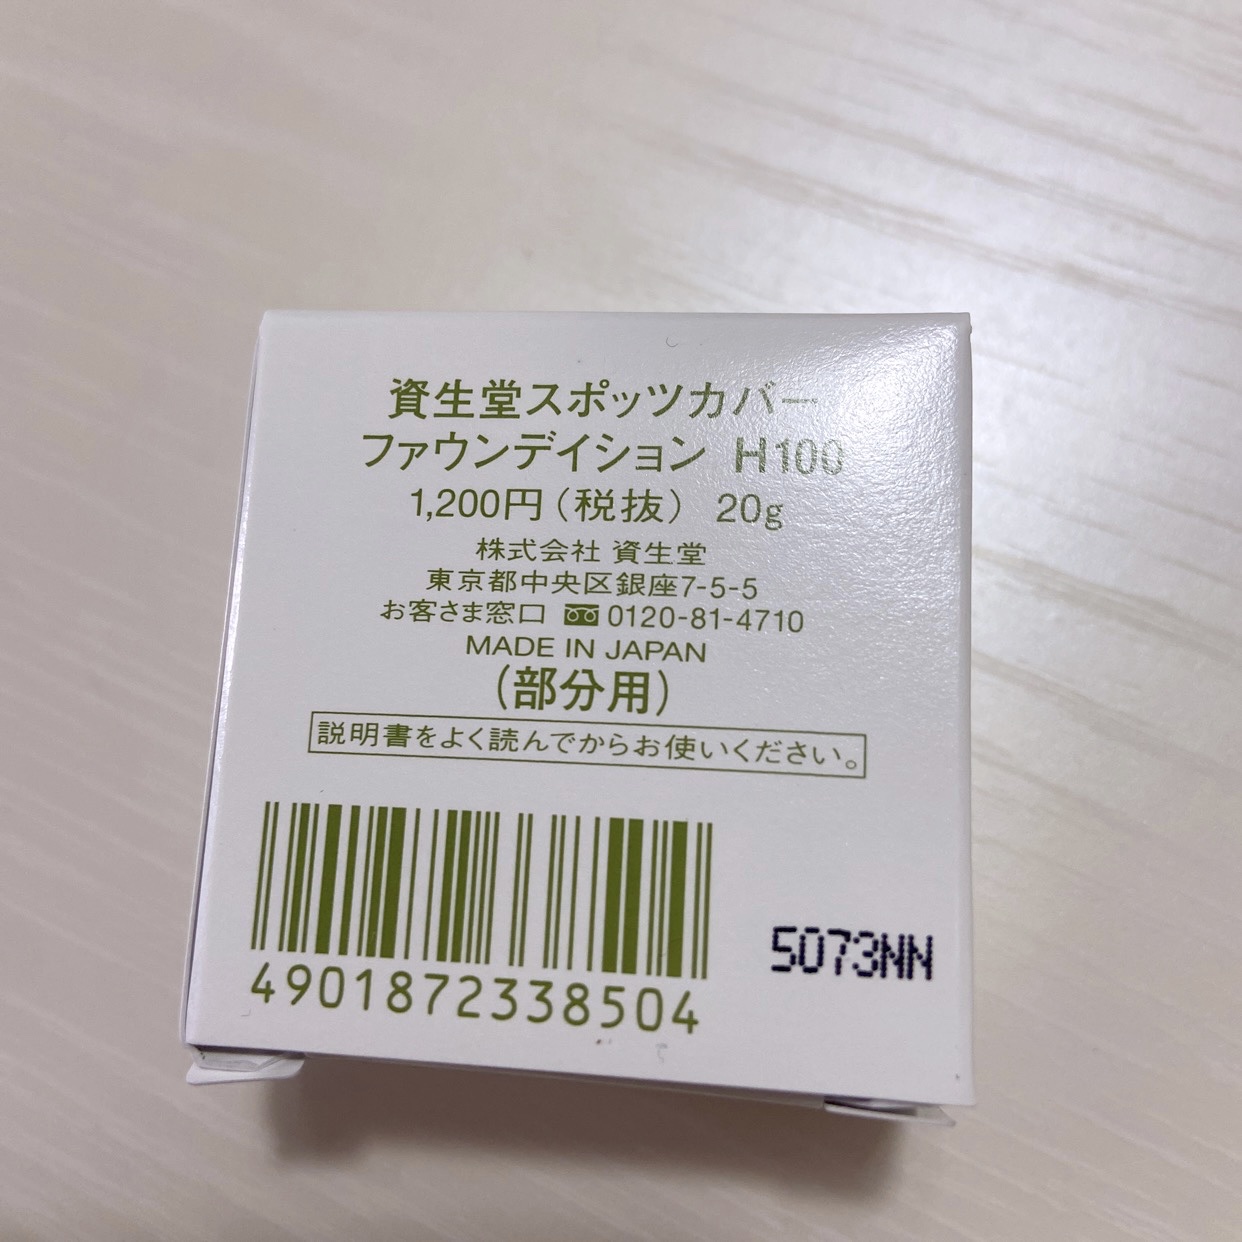 資生堂スポッツカバー
ファウンデイション H100
1,200円(税抜) 20g
株式会社 資生堂
東京都中央区銀座7-5-5
お客さま窓口 0120-81-4710
MADE IN JAPAN
(部分用)
説明書をよく読んでからお使いください。
4901872338504
5073NN